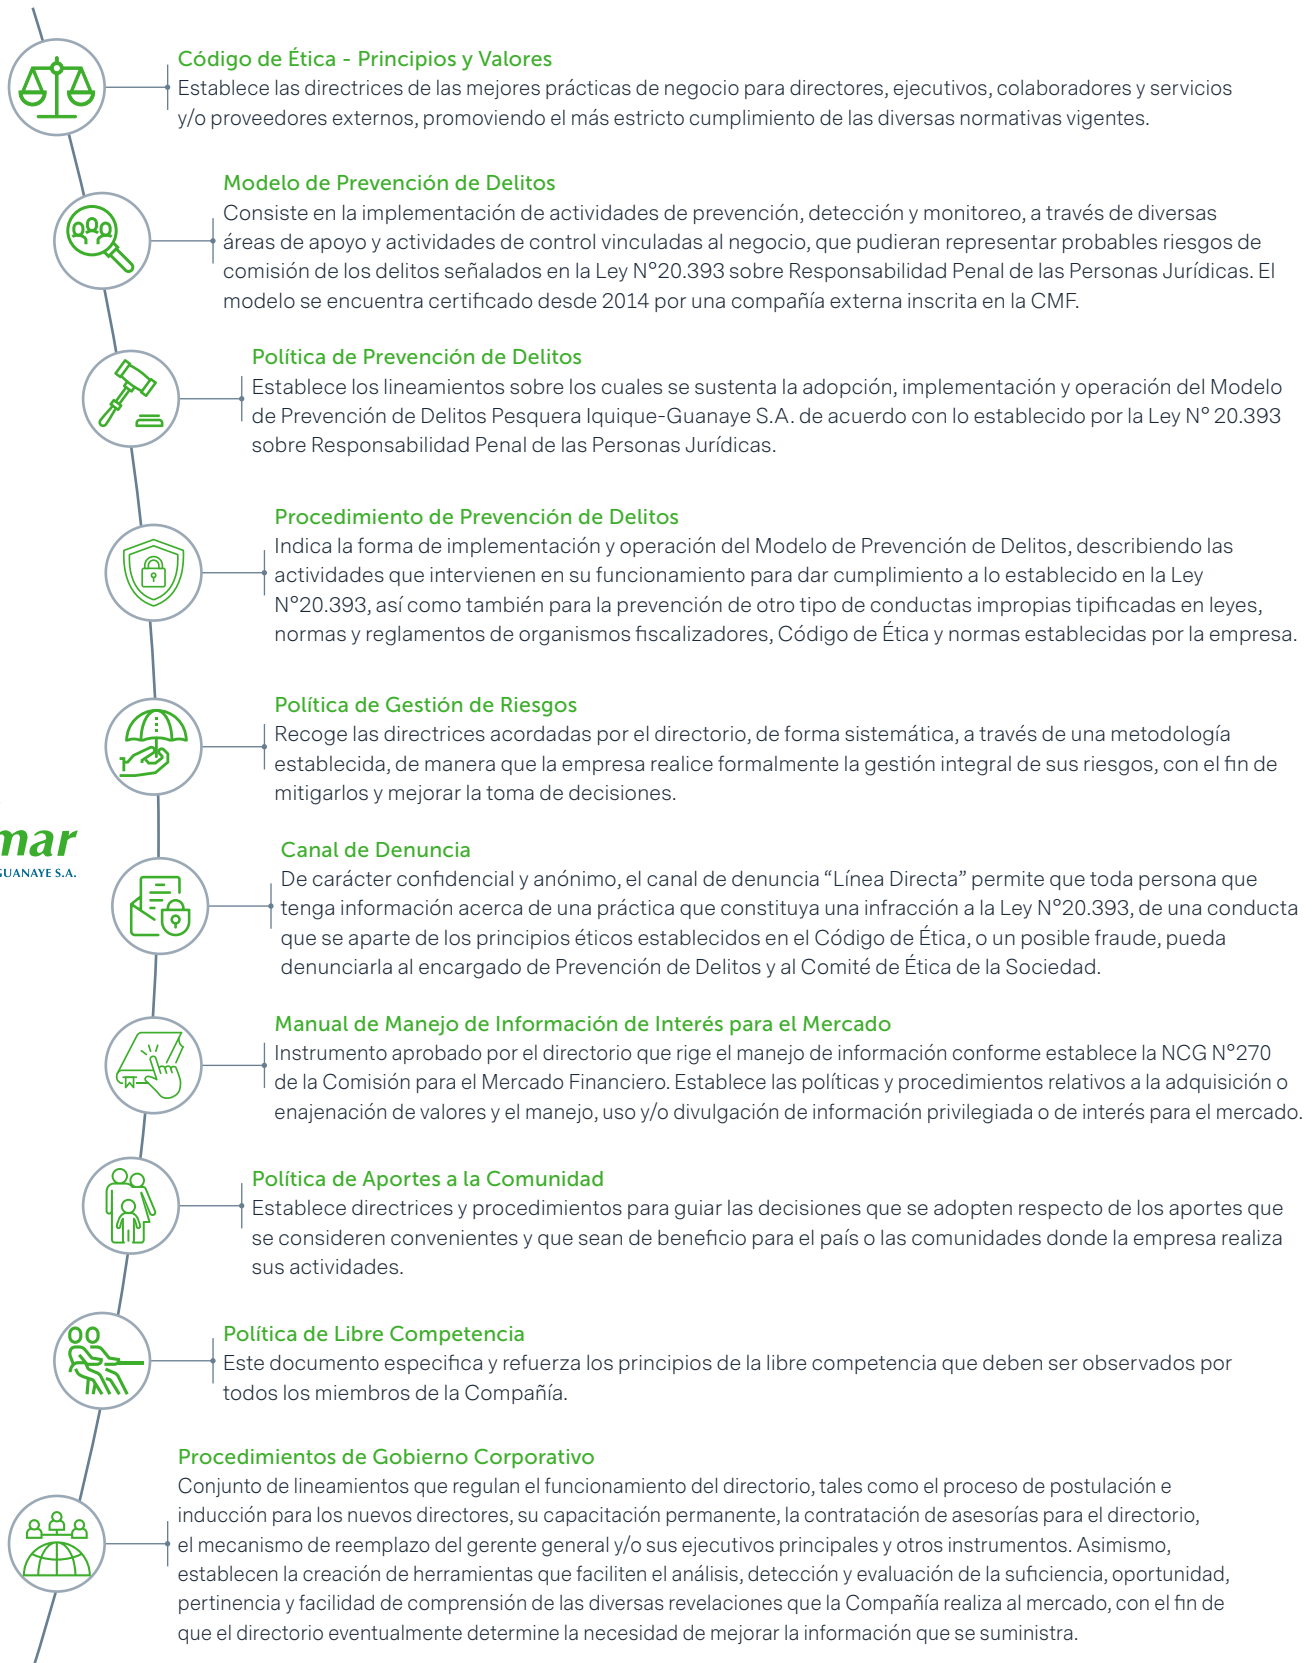 Código de Ética - Principios y Valores
Establece las directrices de las mejores prácticas de negocio para directores, ejecutivos, colaboradores y servicios
y/o proveedores externos, promoviendo el más estricto cumplimiento de las diversas normativas vigentes.
Modelo de Prevención de Delitos
Consiste en la implementación de actividades de prevención, detección y monitoreo, a través de diversas
áreas de apoyo y actividades de control vinculadas al negocio, que pudieran representar probables riesgos de
comisión de los delitos señalados en la Ley N°20.393 sobre Responsabilidad Penal de las Personas Jurídicas. El
modelo se encuentra certificado desde 2014 por una compañía externa inscrita en la CMF.
Política de Prevención de Delitos
Establece los lineamientos sobre los cuales se sustenta la adopción, implementación y operación del Modelo
de Prevención de Delitos Pesquera Iquique-Guanaye S.A. de acuerdo con lo establecido por la Ley N° 20.393
sobre Responsabilidad Penal de las Personas Jurídicas.
Procedimiento de Prevención de Delitos
Indica la forma de implementación y operación del Modelo de Prevención de Delitos, describiendo las
actividades que intervienen en su funcionamiento para dar cumplimiento a lo establecido en la Ley
N°20.393, así como también para la prevención de otro tipo de conductas impropias tipificadas en leyes,
normas y reglamentos de organismos fiscalizadores, Código de Ética y normas establecidas por la empresa.
Política de Gestión de Riesgos
Recoge las directrices acordadas por el directorio, de forma sistemática, a través de una metodología
establecida, de manera que la empresa realice formalmente la gestión integral de sus riesgos, con el fin de
mitigarlos y mejorar la toma de decisiones.
mar
GUANAYE S.A.
Canal de Denuncia
De carácter confidencial y anónimo, el canal de denuncia “Línea Directa” permite que toda persona que
tenga información acerca de una práctica que constituya una infracción a la Ley N°20.393, de una conducta
que se aparte de los principios éticos establecidos en el Código de Ética, o un posible fraude, pueda
denunciarla al encargado de Prevención de Delitos y al Comité de Ética de la Sociedad.
Manual de Manejo de Información de Interés para el Mercado
Instrumento aprobado por el directorio que rige el manejo de información conforme establece la NCG N°270
de la Comisión para el Mercado Financiero. Establece las políticas y procedimientos relativos a la adquisición o
enajenación de valores y el manejo, uso y/o divulgación de información privilegiada o de interés para el mercado.
Política de Aportes a la Comunidad
Establece directrices y procedimientos para guiar las decisiones que se adopten respecto de los aportes que
se consideren convenientes y que sean de beneficio para el país o las comunidades donde la empresa realiza
sus actividades.
Política de Libre Competencia
Este documento especifica y refuerza los principios de la libre competencia que deben ser observados por
todos los miembros de la Compañía.
Procedimientos de Gobierno Corporativo
Conjunto de lineamientos que regulan el funcionamiento del directorio, tales como el proceso de postulación e
inducción para los nuevos directores, su capacitación permanente, la contratación de asesorías para el directorio,
el mecanismo de reemplazo del gerente general y/o sus ejecutivos principales y otros instrumentos. Asimismo,
establecen la creación de herramientas que faciliten el análisis, detección y evaluación de la suficiencia, oportunidad,
pertinencia y facilidad de comprensión de las diversas revelaciones que la Compañía realiza al mercado, con el fin de
que el directorio eventualmente determine la necesidad de mejorar la información que se suministra.